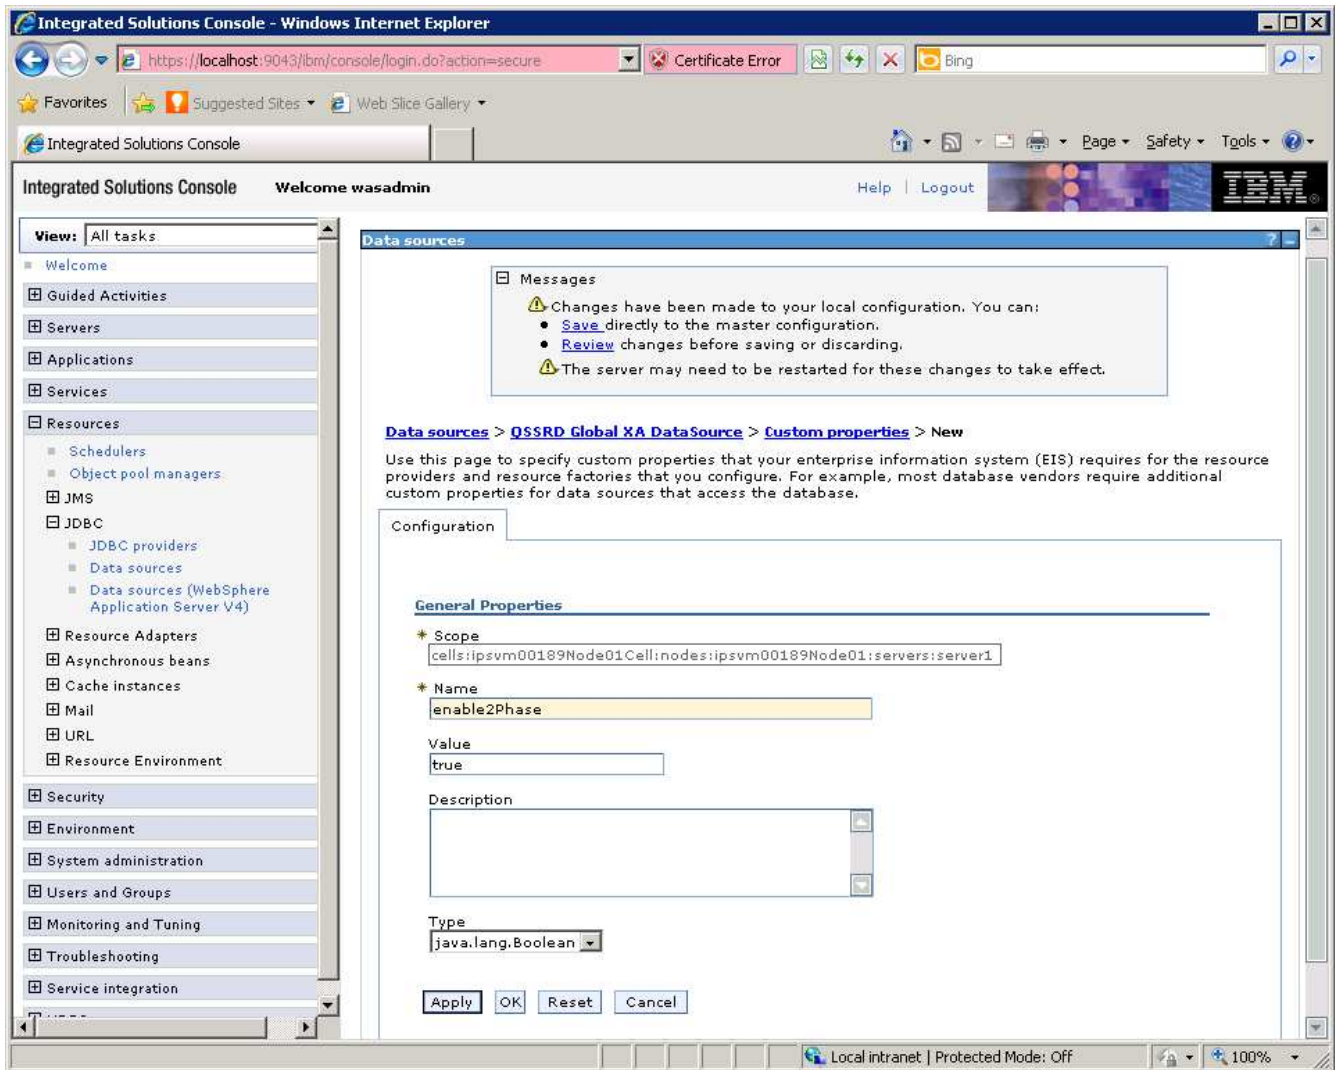 Integrated Solutions Console - Windows Internet Explorer
https://localhost:9043/ibm/console/login.do?action=secure
Certificate Error
Bing
Favorites
Suggested Sites
Web Slice Gallery
Integrated Solutions Console
Page
Safety
Tools
Integrated Solutions Console
Welcome wasadmin
Help | Logout
IBM®
View: All tasks
Welcome
Guided Activities
Servers
Applications
Services
Resources
Schedulers
Object pool managers
JMS
JDBC
JDBC providers
Data sources
Data sources (WebSphere
Application Server V4)
Resource Adapters
Asynchronous beans
Cache instances
Mail
URL
Resource Environment
Security
Environment
System administration
Users and Groups
Monitoring and Tuning
Troubleshooting
Service integration
Data sources
? -
Messages
Changes have been made to your local configuration. You can:
Save directly to the master configuration.
Review changes before saving or discarding.
The server may need to be restarted for these changes to take effect.
Data sources > QSSRD Global XA DataSource > Custom properties > New
Use this page to specify custom properties that your enterprise information system (EIS) requires for the resource
providers and resource factories that you configure. For example, most database vendors require additional
custom properties for data sources that access the database.
Configuration
General Properties
* Scope
cells:ipsvm00189Node01Cell:nodes:ipsvm00189Node01:servers:server1
* Name
enable2Phase
Value
true
Description
Type
java.lang.Boolean
Apply OK Reset Cancel
Local intranet | Protected Mode: Off
100%